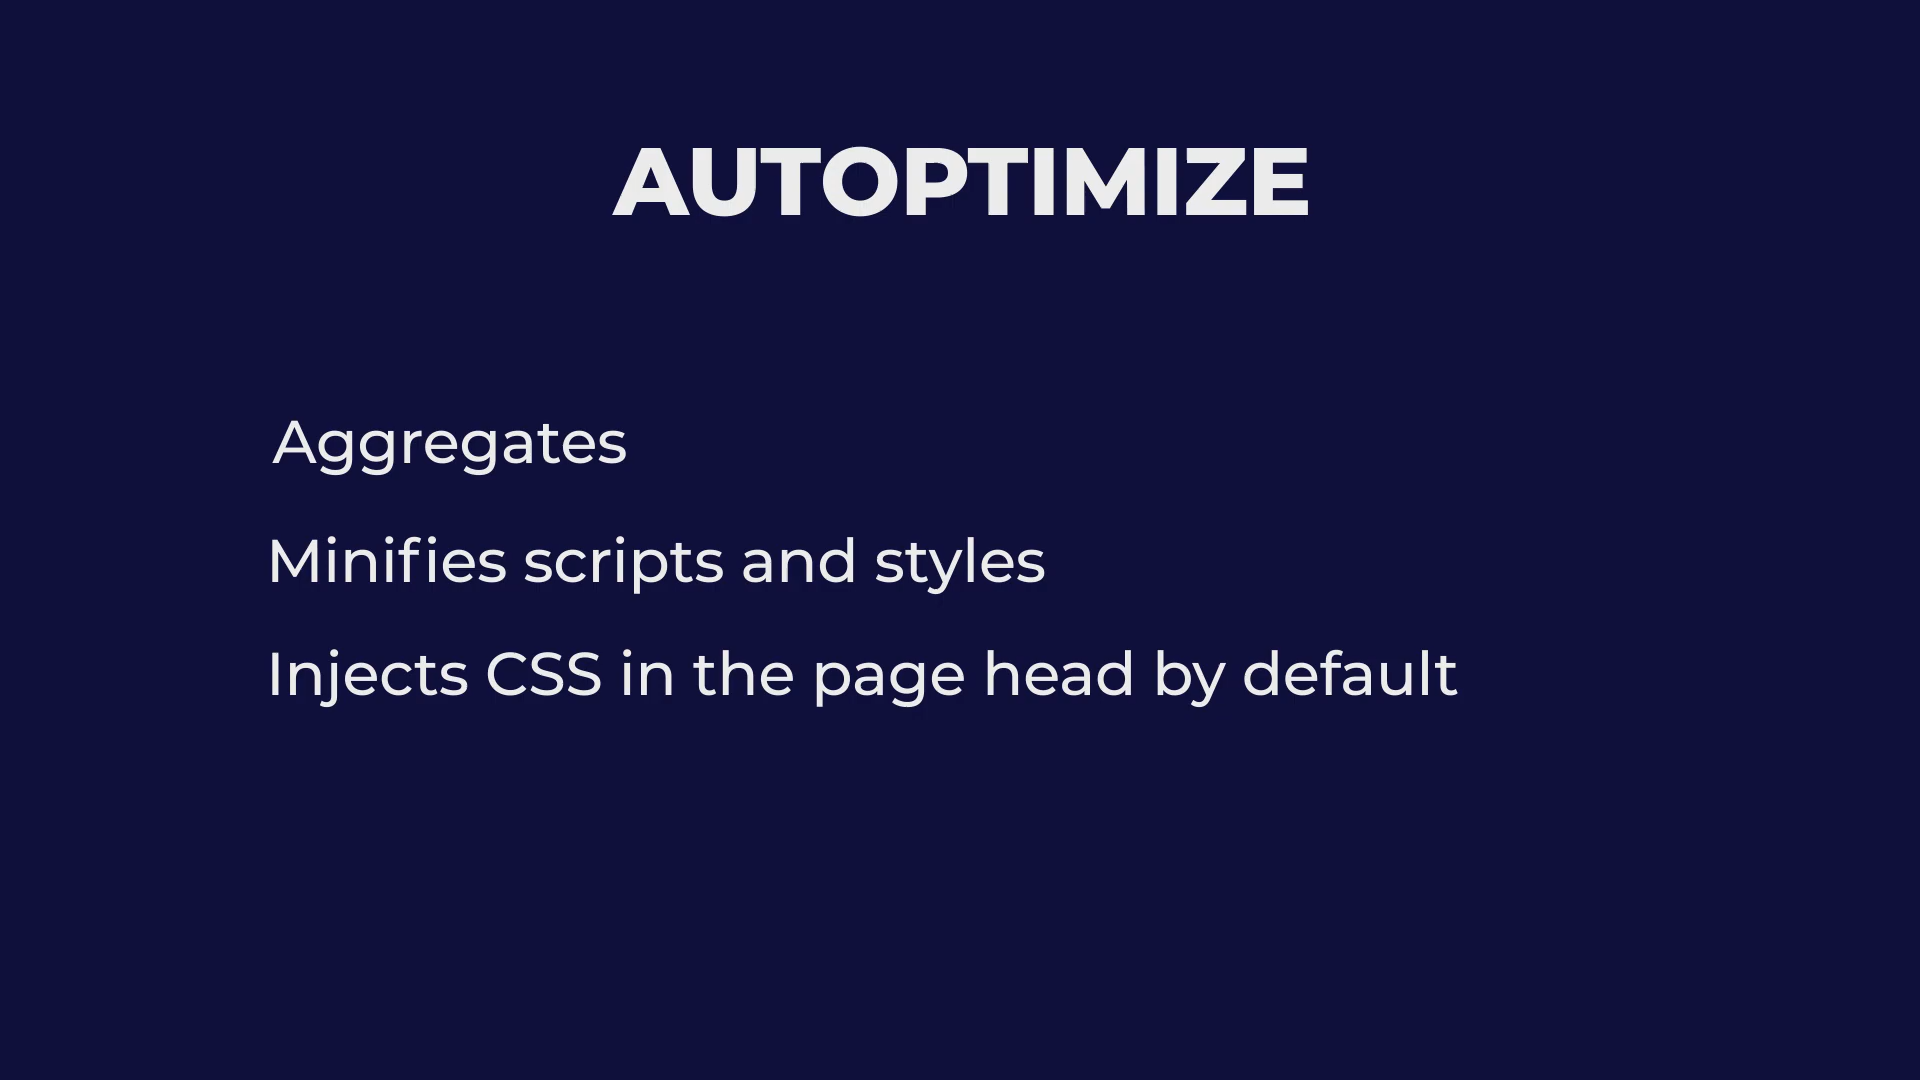 AUTOPTIMIZE
Aggregates
Minifies scripts and styles
Injects CSS in the page head by default